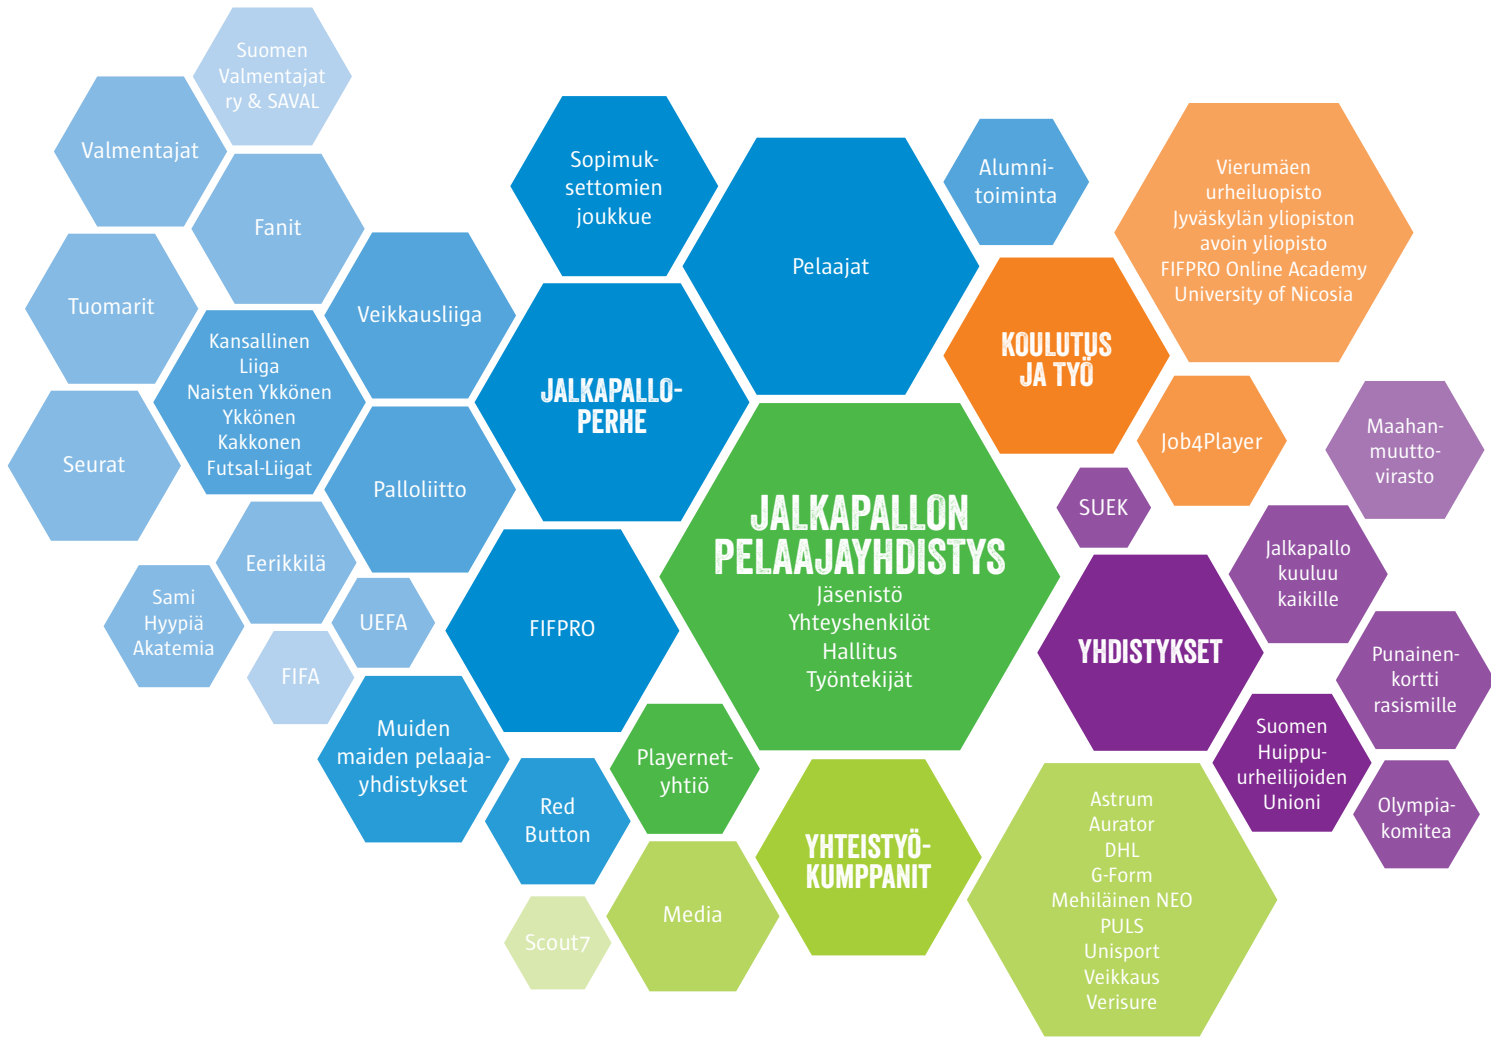 Suomen
Valmentajat
ry & SAVAL
Valmentajat
Fanit
Tuomarit
Veikkausliiga
Kansallinen
Liiga
Naisten Ykkönen
Ykkönen
Kakkonen
Futsal-Liigat
Seurat
Palloliitto
Eerikkilä
Sami
Hyypiä
Akatemia
UEFA
FIFA
Muiden
maiden pelaaja-
yhdistykset
Sopimuk-
settomien
joukkue
Pelaajat
JALKAPALLO-
PERHE
FIFPRO
Red
Button
Alumni-
toiminta
Vierumäen
urheiluopisto
Jyväskylän yliopiston
avoin yliopisto
FIFPRO Online Academy
University of Nicosia
KOULUTUS
JA TYÖ
Job4Player
JALKAPALLON
PELAAJAYHDISTYS
Jäsenistö
Yhteyshenkilöt
Hallitus
Työntekijät
SUEK
Maahan-
muutto-
virasto
Jalkapallo
kuuluu
kaikille
YHDISTYKSET
Punainen-
kortti
rasismille
Suomen
Huippu-
urheilijoiden
Unioni
Olympia-
komitea
Playernet-
yhtiö
YHTEISTYÖ-
KUMPPANIT
Media
Scout7
Astrum
Aurator
DHL
G-Form
Mehiläinen NEO
PULS
Unisport
Veikkaus
Verisure